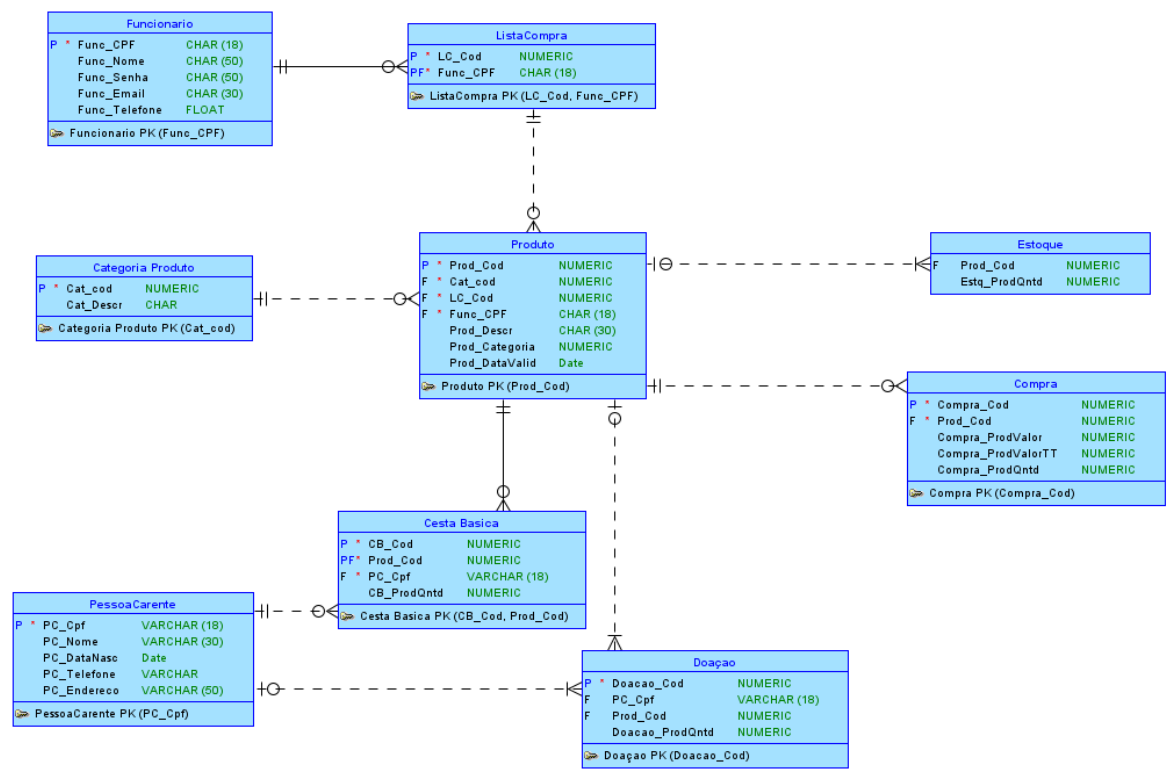 Funcionario
P * Func_CPF CHAR (18)
Func_Nome CHAR (50)
Func_Senha CHAR (50)
Func_Email CHAR (30)
Func_Telefone FLOAT
Funcionario PK (Func_CPF)
ListaCompra
P * LC_Cod NUMERIC
PF* Func_CPF CHAR (18)
ListaCompra PK (LC_Cod, Func_CPF)
Categoria Produto
P * Cat_cod NUMERIC
Cat_Descr CHAR
Categoria Produto PK (Cat_cod)
Produto
P * Prod_Cod NUMERIC
F * Cat_cod NUMERIC
F * LC_Cod NUMERIC
F * Func_CPF CHAR (18)
Prod_Descr CHAR (30)
Prod_Categoria NUMERIC
Prod_DataValid Date
Produto PK (Prod_Cod)
Estoque
F Prod_Cod NUMERIC
Estq_ProdQntd NUMERIC
Compra
P * Compra_Cod NUMERIC
F * Prod_Cod NUMERIC
Compra_ProdValor NUMERIC
Compra_ProdValorTT NUMERIC
Compra_ProdQntd NUMERIC
Compra PK (Compra_Cod)
Cesta Basica
P * CB_Cod NUMERIC
PF* Prod_Cod NUMERIC
F * PC_Cpf VARCHAR (18)
CB_ProdQntd NUMERIC
Cesta Basica PK (CB_Cod, Prod_Cod)
PessoaCarente
P * PC_Cpf VARCHAR (18)
PC_Nome VARCHAR (30)
PC_DataNasc Date
PC_Telefone VARCHAR
PC_Endereco VARCHAR (50)
PessoaCarente PK (PC_Cpf)
Doaçao
P * Doacao_Cod NUMERIC
F PC_Cpf VARCHAR (18)
F Prod_Cod NUMERIC
Doacao_ProdQntd NUMERIC
Doaçao PK (Doacao_Cod)